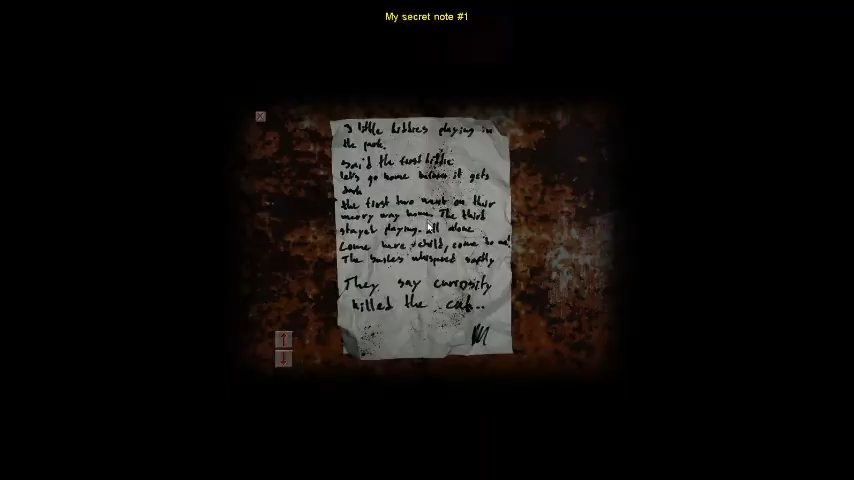 My secret note #1
3 little kiddies playing in
the park.
said the first kiddie
lets go home before it gets
dark
the first two went on their
merry way home. The third
stayed playing. All alone
Come here child, come to me!
The bushes whispered softly
They say curiosity
killed the cat..